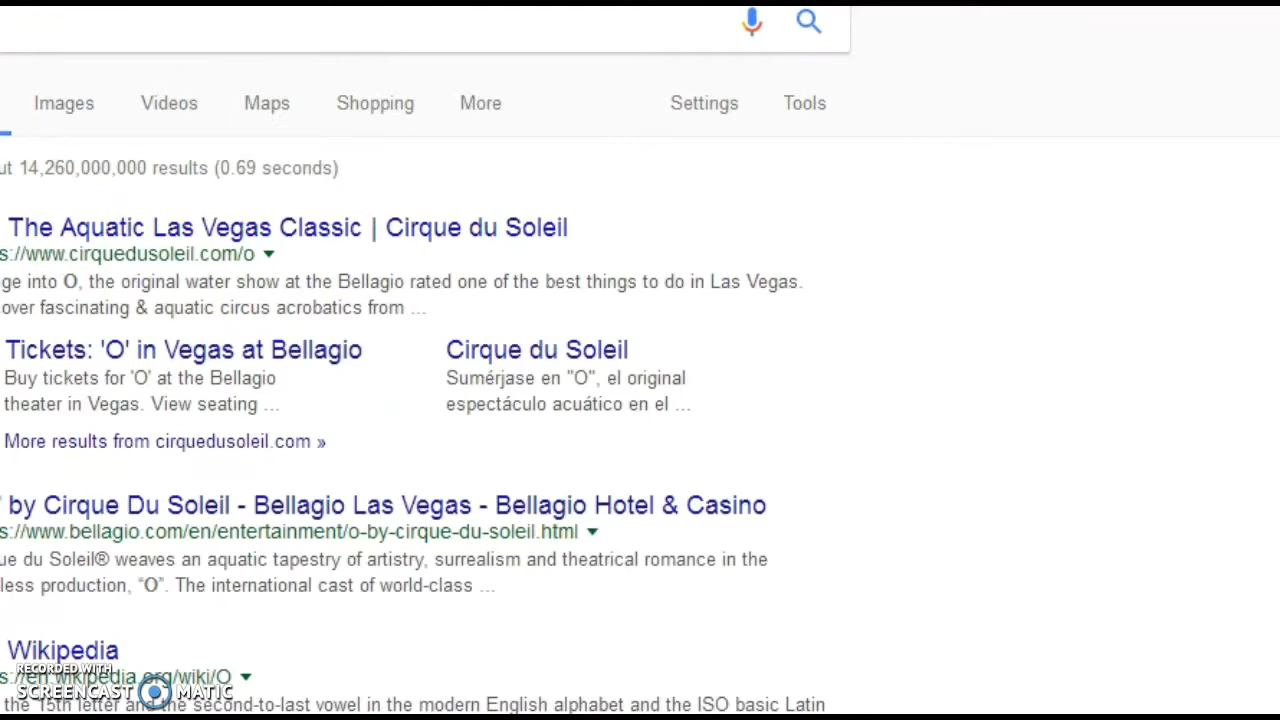 Images Videos Maps Shopping More Settings Tools
ut 14,260,000,000 results (0.69 seconds)
The Aquatic Las Vegas Classic | Cirque du Soleil
s://www.cirquedusoleil.com/o
ge into O, the original water show at the Bellagio rated one of the best things to do in Las Vegas.
over fascinating & aquatic circus acrobatics from ...
Tickets: 'O' in Vegas at Bellagio
Buy tickets for 'O' at the Bellagio
theater in Vegas. View seating ...
Cirque du Soleil
Sumérjase en "O", el original
espectáculo acuático en el ...
More results from cirquedusoleil.com »
' by Cirque Du Soleil - Bellagio Las Vegas - Bellagio Hotel & Casino
s://www.bellagio.com/en/entertainment/o-by-cirque-du-soleil.html
ue du Soleil® weaves an aquatic tapestry of artistry, surrealism and theatrical romance in the
less production, “O”. The international cast of world-class ...
Wikipedia
s://en.wikipedia.org/wiki/O
the 15th letter and the second-to-last vowel in the modern English alphabet and the ISO basic Latin
RECORDED WITH
SCREENCAST MATIC